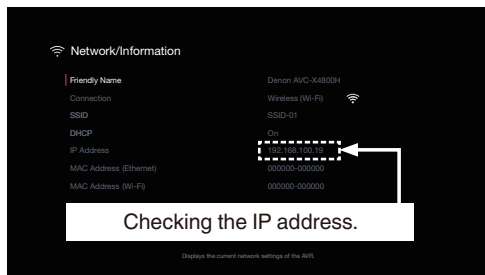 Network/Information
Friendly Name Denon AVC-X4800H
Connection Wireless (Wi-Fi)
SSID SSID-01
DHCP On
IP Address 192.168.100.19
MAC Address (Ethernet) 000000-000000
MAC Address (Wi-Fi) 000000-000000
Checking the IP address.
Displays the current network settings of the AVR.